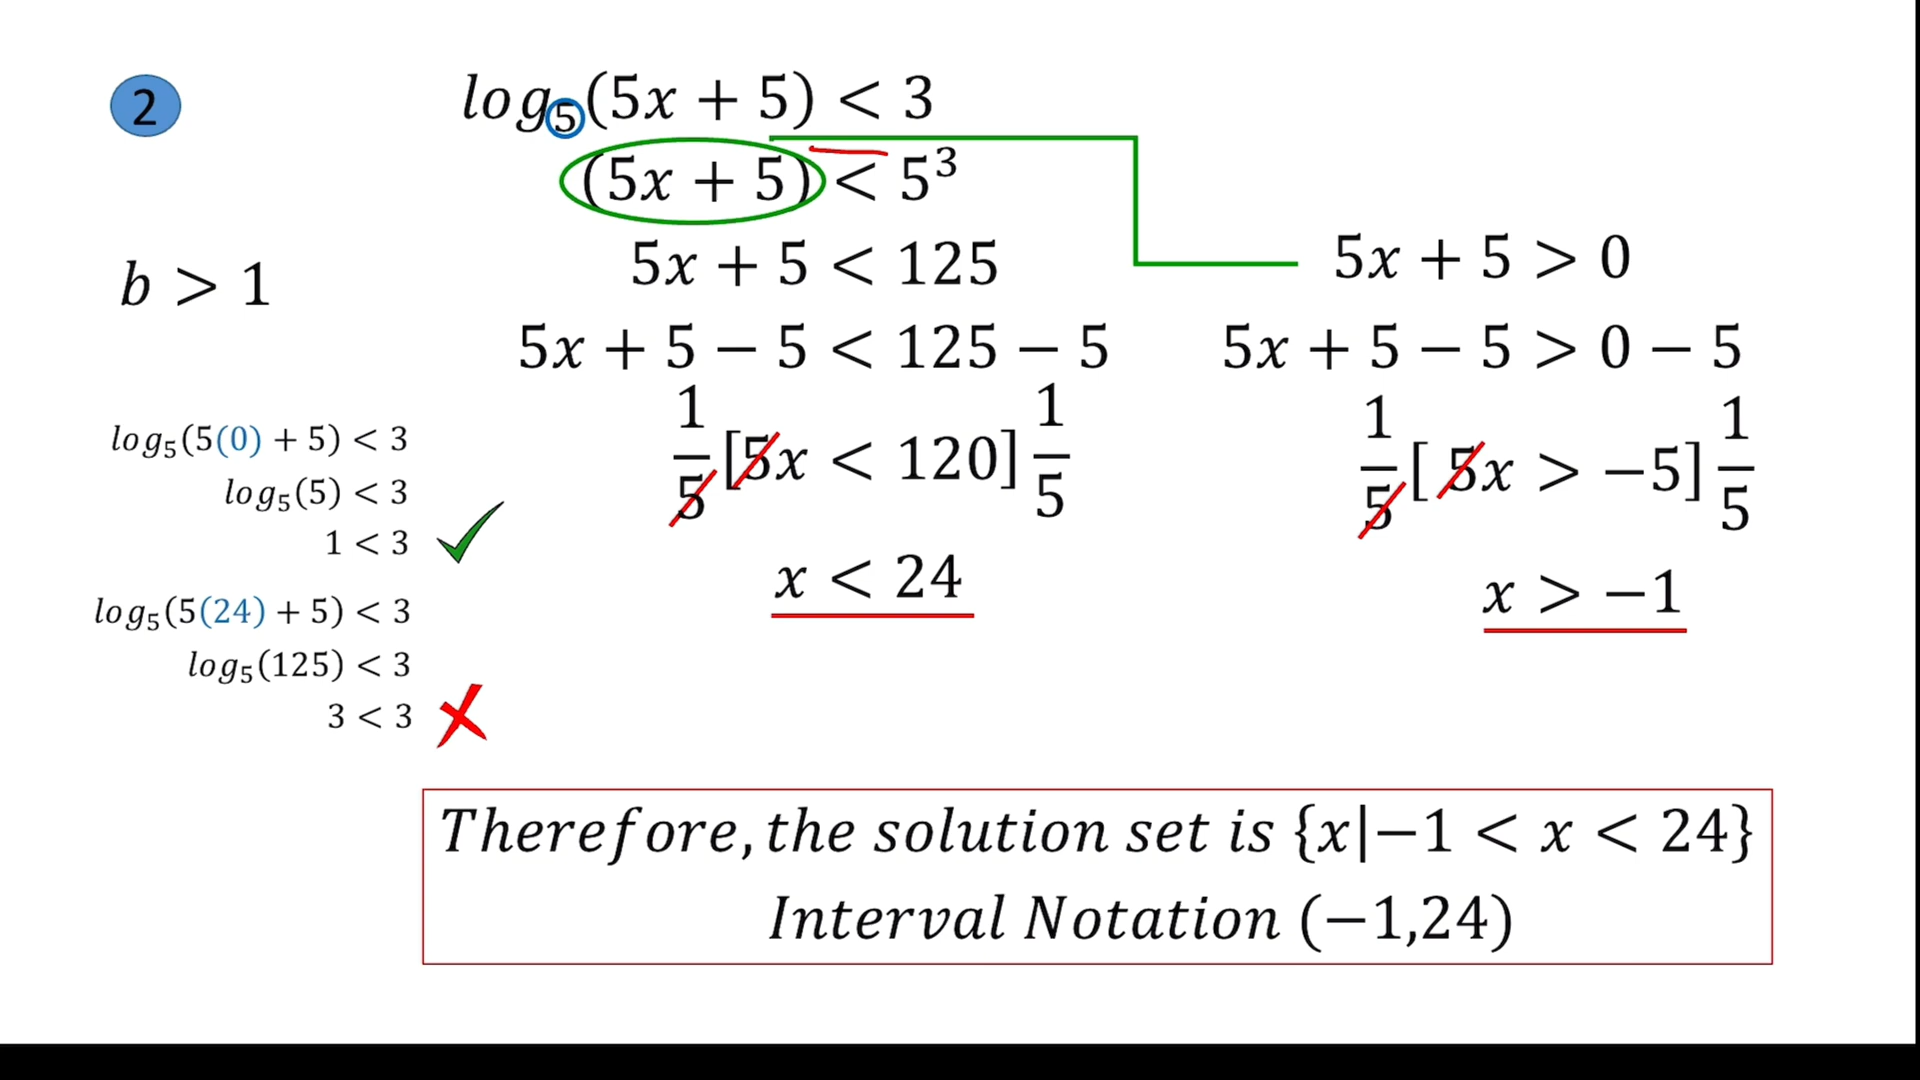 2
log₅(5x + 5) < 3
(5x + 5) < 5³
5x + 5 < 125
5x + 5 − 5 < 125 − 5
1/5 [5x < 120] 1/5
x < 24
5x + 5 > 0
5x + 5 − 5 > 0 − 5
1/5 [ 5x > −5] 1/5
x > −1
b > 1
log₅(5(0) + 5) < 3
log₅(5) < 3
1 < 3
log₅(5(24) + 5) < 3
log₅(125) < 3
3 < 3
Therefore, the solution set is {x|−1 < x < 24}
Interval Notation (−1,24)